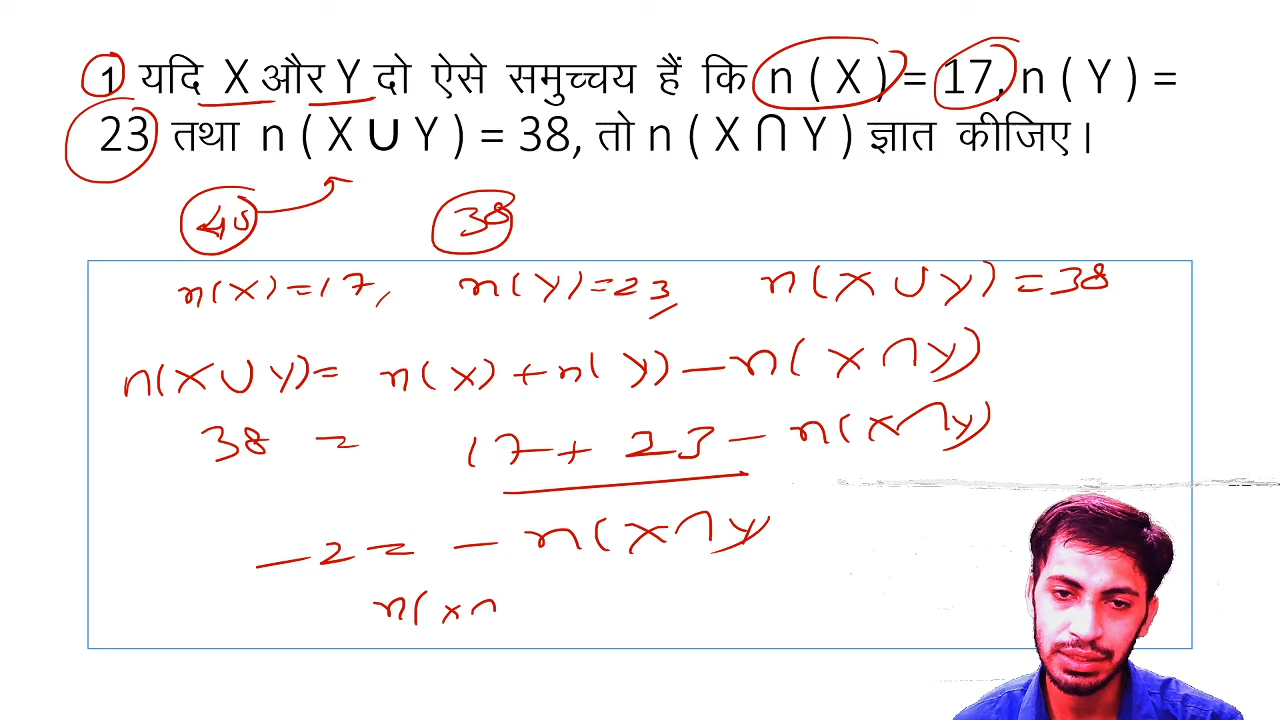 1 यदि X और Y दो ऐसे समुच्चय हैं कि n ( X ) = 17, n ( Y ) =
23 तथा n ( X ∪ Y ) = 38, तो n ( X ∩ Y ) ज्ञात कीजिए।
40 38
n(X)=17, n(Y)=23, n(X∪Y)=38
n(X∪Y)= n(X)+n(Y)-n(X∩Y)
38 = 17+23-n(X∩Y)
-2=-n(X∩Y
n(x∩